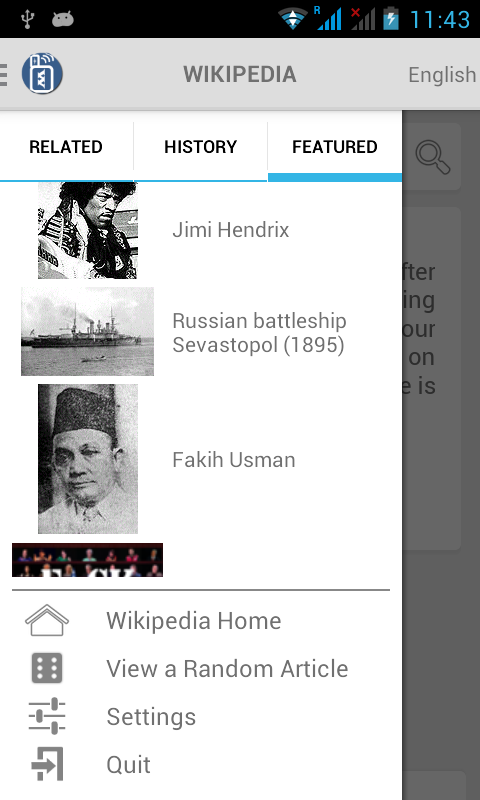 R
11:43
WIKIPEDIA
English
RELATED
HISTORY
FEATURED
Jimi Hendrix
fter
ing
Russian battleship
our
Sevastopol (1895)
on
e is
Fakih Usman
Wikipedia Home
View a Random Article
Settings
Quit